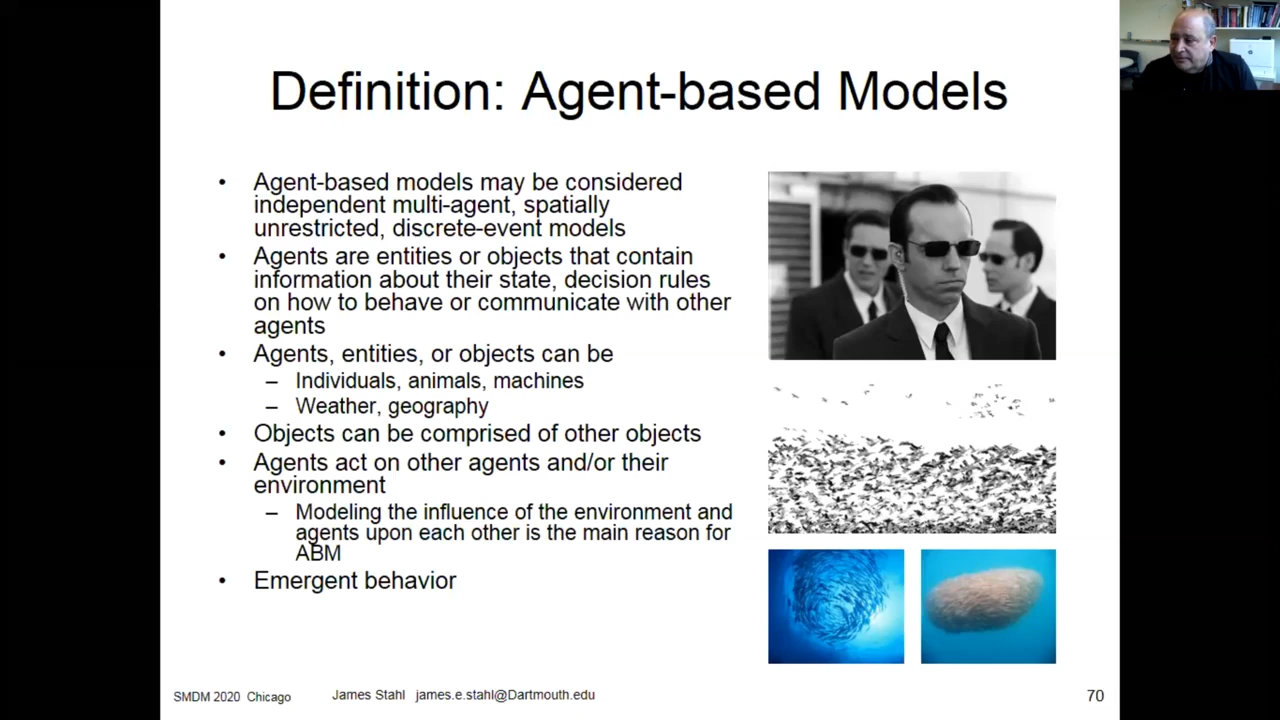 Definition: Agent-based Models
• Agent-based models may be considered
independent multi-agent, spatially
unrestricted, discrete-event models
• Agents are entities or objects that contain
information about their state, decision rules
on how to behave or communicate with other
agents
• Agents, entities, or objects can be
– Individuals, animals, machines
– Weather, geography
• Objects can be comprised of other objects
• Agents act on other agents and/or their
environment
– Modeling the influence of the environment and
agents upon each other is the main reason for
ABM
• Emergent behavior
SMDM 2020 Chicago James Stahl james.e.stahl@Dartmouth.edu 70